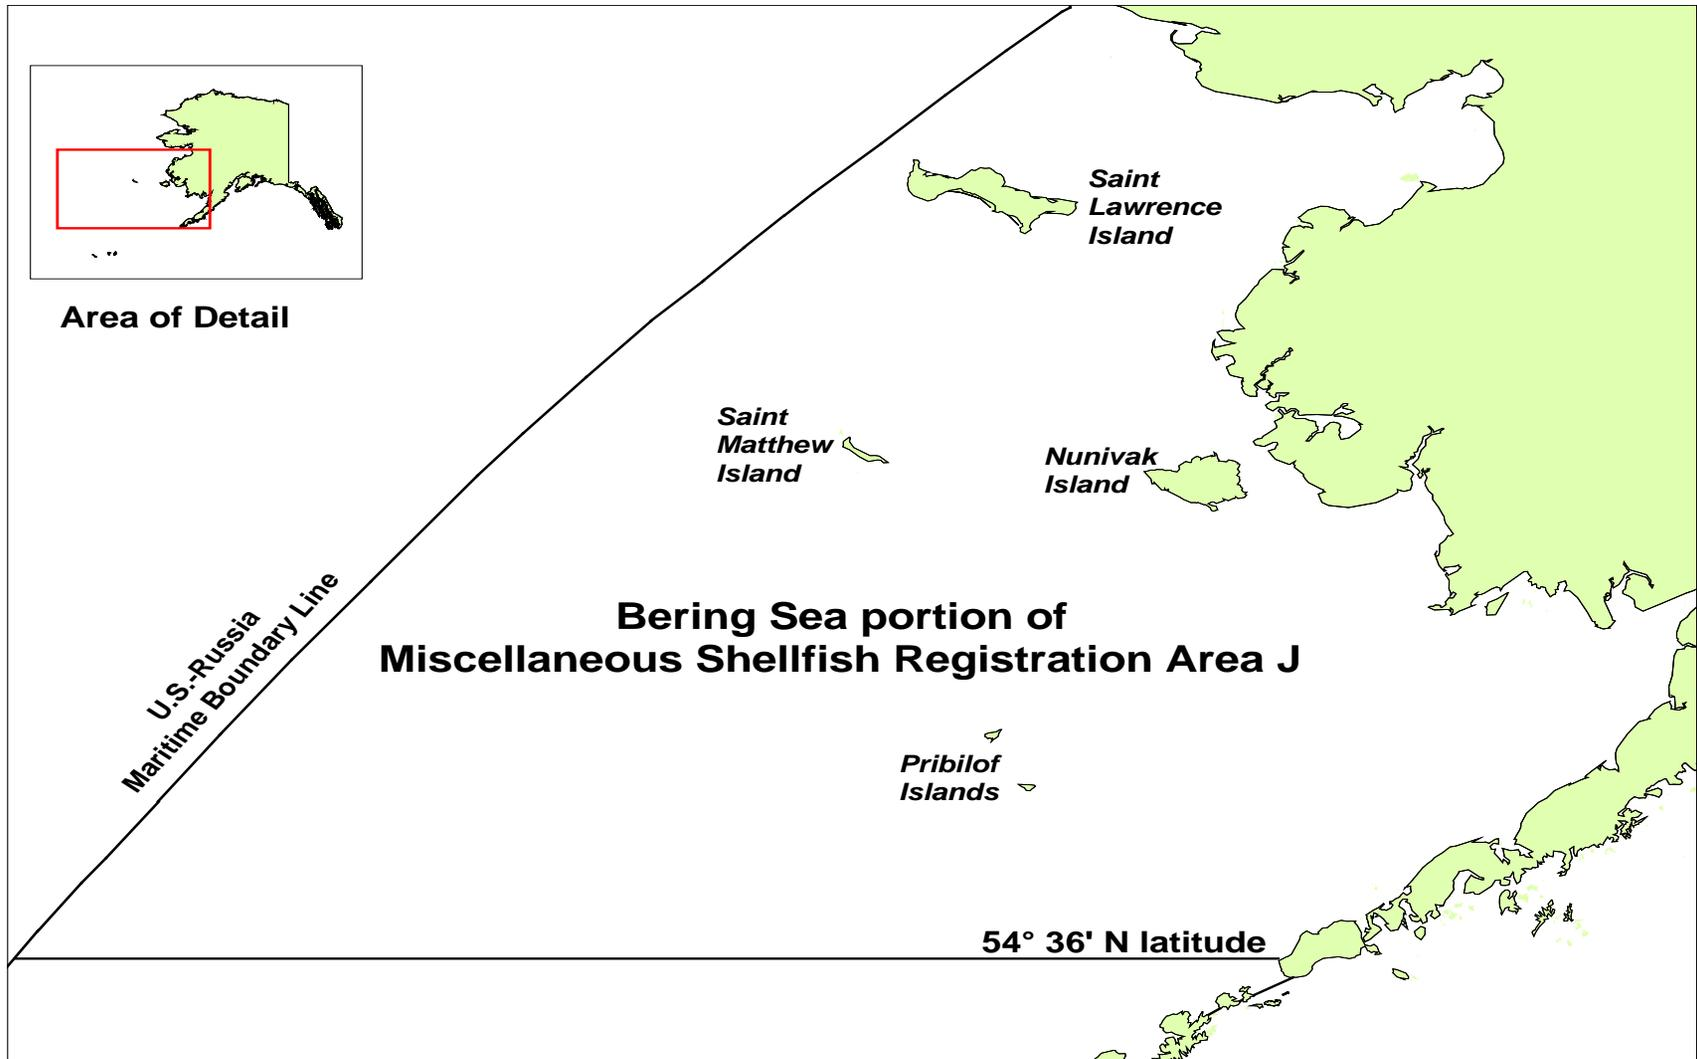 Area of Detail
Saint
Lawrence
Island
Saint
Matthew
Island
Nunivak
Island
U.S.-Russia
Maritime Boundary Line
Bering Sea portion of
Miscellaneous Shellfish Registration Area J
Pribilof
Islands
54° 36' N latitude